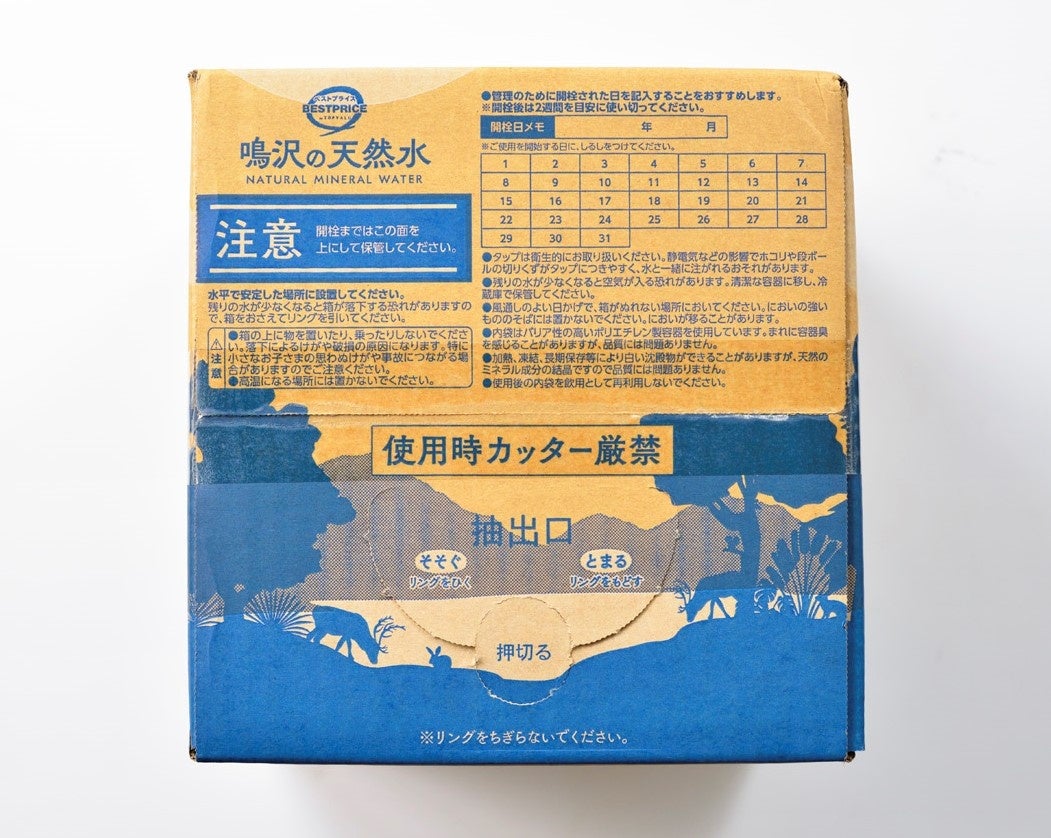 ベストプライス
BESTPRICE
by TOPVALU
鳴沢の天然水
NATURAL MINERAL WATER
注意
開栓まではこの面を
上にして保管してください。
水平で安定した場所に設置してください。
残りの水が少なくなると箱が落下する恐れがありますの
で、箱をおさえてリングを引いてください。
注意
●箱の上に物を置いたり、乗ったりしないでくださ
い。落下によるけがや破損の原因になります。特に
小さなお子さまの思わぬけがや事故につながる場
合がありますのでご注意ください。
●高温になる場所には置かないでください。
●管理のために開栓された日を記入することをおすすめします。
※開栓後は2週間を目安に使い切ってください。
開栓日メモ 年 月
※ご使用を開始する日に、しるしをつけてください。
1 2 3 4 5 6 7
8 9 10 11 12 13 14
15 16 17 18 19 20 21
22 23 24 25 26 27 28
29 30 31
●タップは衛生的にお取り扱いください。静電気などの影響でホコリや段ボー
ルの切りくずがタップにつきやすく、水と一緒に注がれるおそれがあります。
●残りの水が少なくなると空気が入る恐れがあります。清潔な容器に移し、冷
蔵庫で保管してください。
●風通しのよい日かげで、箱がぬれない場所においてください。においの強い
もののそばには置かないでください。においが移ることがあります。
●内袋はバリア性の高いポリエチレン製容器を使用しています。まれに容器臭
を感じることがありますが、品質には問題ありません。
●加熱、凍結、長期保存等により白い沈殿物ができることがありますが、天然の
ミネラル成分の結晶ですので品質には問題ありません。
●使用後の内袋を飲用として再利用しないでください。
使用時カッター厳禁
抽出口
そそぐ とまる
リングをひく リングをもどす
押切る
※リングをちぎらないでください。